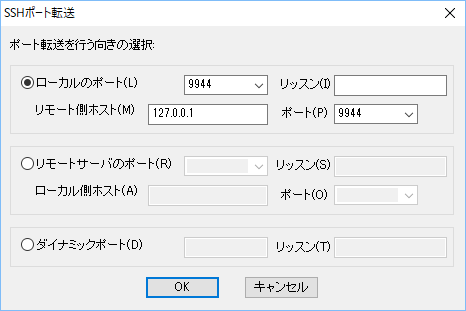 SSHポート転送
ポート転送を行う向きの選択:
ローカルのポート(L) 9944 リッスン(I)
リモート側ホスト(M) 127.0.0.1 ポート(P) 9944
リモートサーバのポート(R) リッスン(S)
ローカル側ホスト(A) ポート(O)
ダイナミックポート(D) リッスン(T)
OK キャンセル